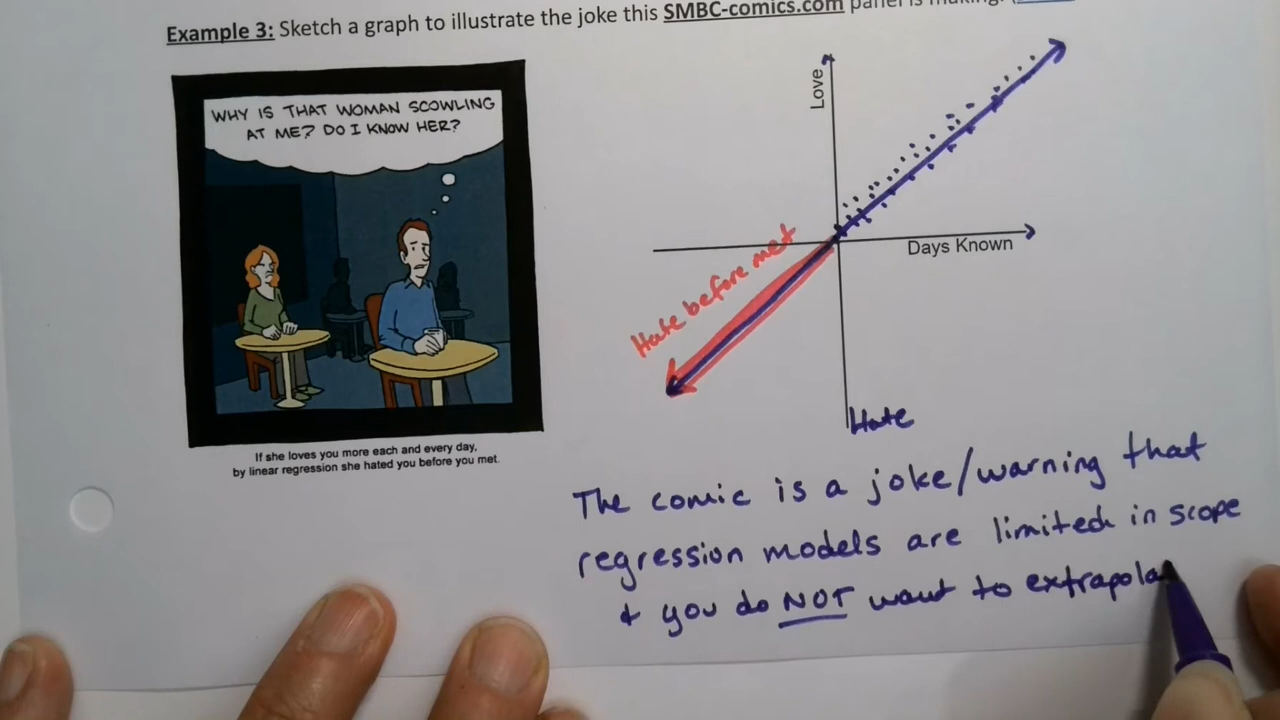 Example 3: Sketch a graph to illustrate the joke this SMBC-comics.com panel is making.
WHY IS THAT WOMAN SCOWLING
AT ME? DO I KNOW HER?
If she loves you more each and every day,
by linear regression she hated you before you met.
Love
Days Known
Hate before met
Hate
The comic is a joke/warning that
regression models are limited in scope
+ you do NOT want to extrapola